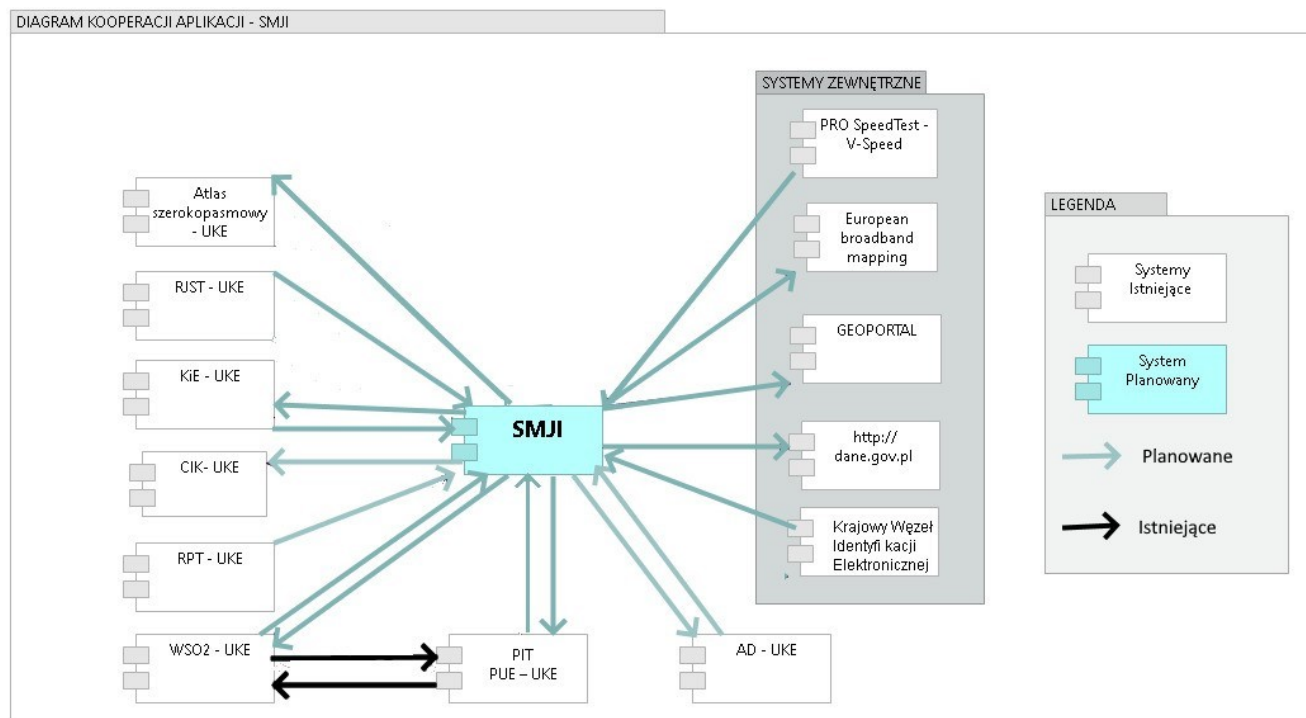 DIAGRAM KOOPERACJI APLIKACJI - SMJI
SYSTEMY ZEWNĘTRZNE
PRO SpeedTest -
V-Speed
European
broadband
mapping
GEOPORTAL
http://
dane.gov.pl
Krajowy Węzeł
Identyfi kacji
Elektronicznej
Atlas
szerokopasmowy
- UKE
RJST - UKE
KiE - UKE
CIK- UKE
RPT - UKE
WSO2 - UKE
SMJI
PIT
PUE – UKE
AD - UKE
LEGENDA
Systemy
Istniejące
System
Planowany
Planowane
Istniejące